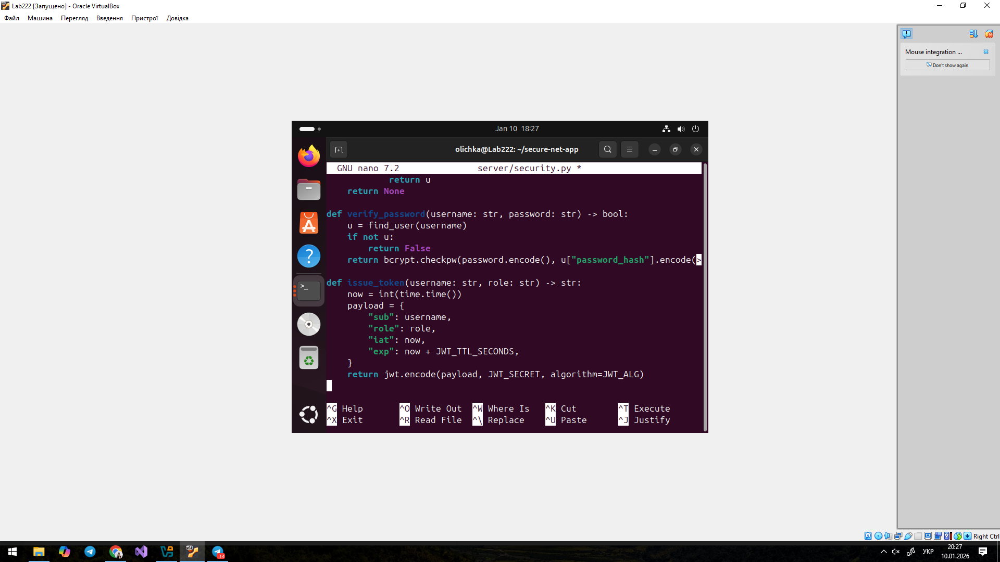 Lab222 [Запущено] - Oracle VirtualBox
Файл Машина Перегляд Введення Пристрої Довідка
Mouse integration ...
Don't show again
Jan 10 18:27
olichka@Lab222: ~/secure-net-app
GNU nano 7.2 server/security.py *
return u
return None
def verify_password(username: str, password: str) -> bool:
u = find_user(username)
if not u:
return False
return bcrypt.checkpw(password.encode(), u["password_hash"].encode(>
def issue_token(username: str, role: str) -> str:
now = int(time.time())
payload = {
"sub": username,
"role": role,
"iat": now,
"exp": now + JWT_TTL_SECONDS,
}
return jwt.encode(payload, JWT_SECRET, algorithm=JWT_ALG)
^G Help ^O Write Out ^W Where Is ^K Cut ^T Execute
^X Exit ^R Read File ^\ Replace ^U Paste ^J Justify
Right Ctrl
УКР
20:27
10.01.2026